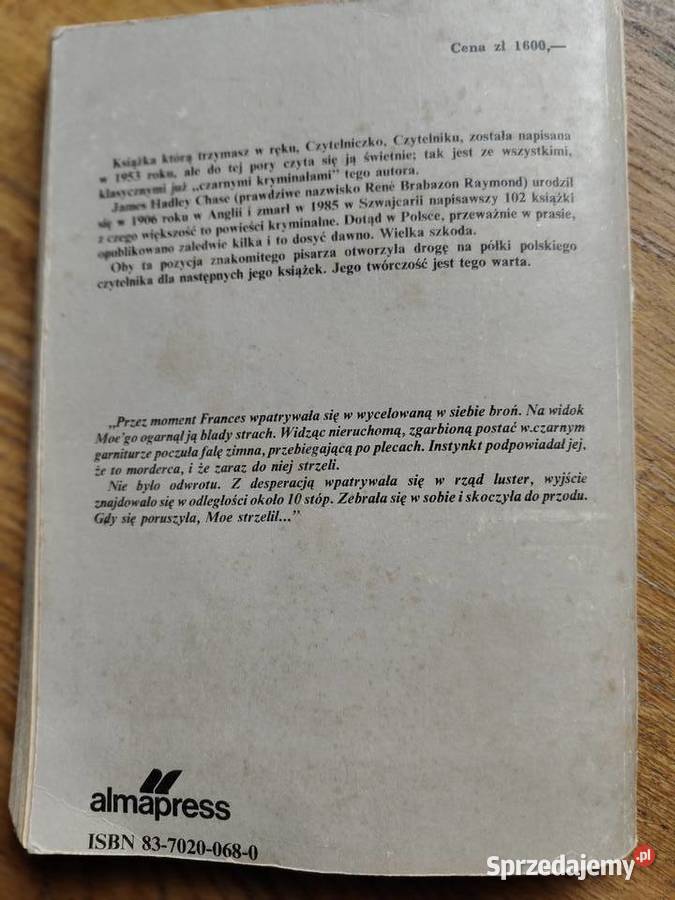 Cena zł 1600,—
Książka którą trzymasz w ręku, Czytelniczko, Czytelniku, została napisana
w 1953 roku, ale do tej pory czyta się ją świetnie; tak jest ze wszystkimi,
klasycznymi już „czarnymi kryminałami” tego autora.
James Hadley Chase (prawdziwe nazwisko René Brabazon Raymond) urodził
się w 1906 roku w Anglii i zmarł w 1985 w Szwajcarii napisawszy 102 książki
z czego większość to powieści kryminalne. Dotąd w Polsce, przeważnie w prasie,
opublikowano zaledwie kilka i to dosyć dawno. Wielka szkoda.
Oby ta pozycja znakomitego pisarza otworzyła drogę na półki polskiego
czytelnika dla następnych jego książek. Jego twórczość jest tego warta.
„Przez moment Frances wpatrywała się w wycelowaną w siebie broń. Na widok
Moe'go ogarnął ją blady strach. Widząc nieruchomą, zgarbioną postać w czarnym
garniturze poczuła falę zimna, przebiegającą po plecach. Instynkt podpowiadał jej,
że to morderca, i że zaraz do niej strzeli.
Nie było odwrotu. Z desperacją wpatrywała się w rząd luster, wyjście
znajdowało się w odległości około 10 stóp. Zebrała się w sobie i skoczyła do przodu.
Gdy się poruszyła, Moe strzelił...”
almapress
ISBN 83-7020-068-0
Sprzedajemy.pl